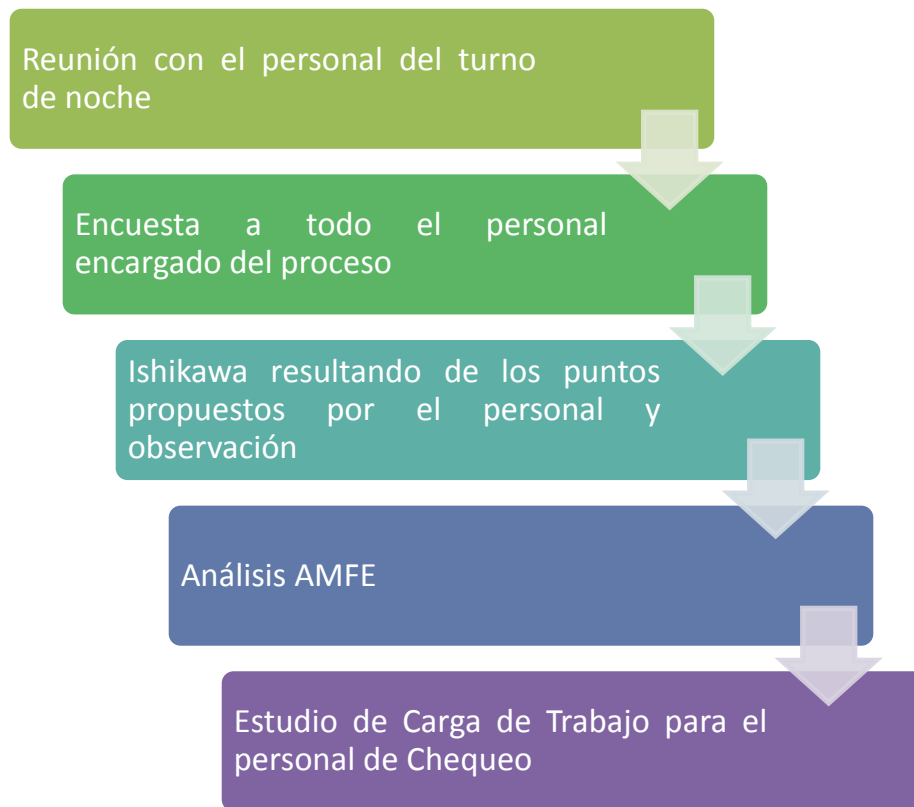 Reunión con el personal del turno
de noche
Encuesta a todo el personal
encargado del proceso
Ishikawa resultando de los puntos
propuestos por el personal y
observación
Análisis AMFE
Estudio de Carga de Trabajo para el
personal de Chequeo